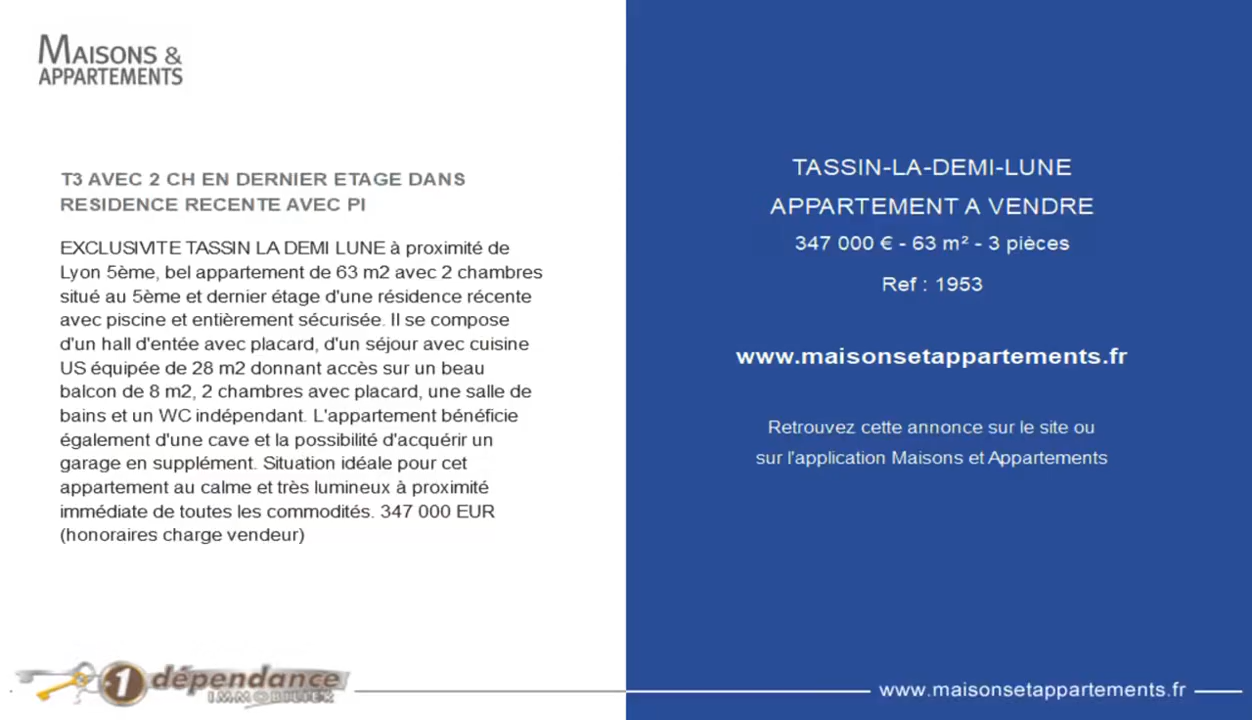 MAISONS &
APPARTEMENTS
T3 AVEC 2 CH EN DERNIER ETAGE DANS
RESIDENCE RECENTE AVEC PI
EXCLUSIVITE TASSIN LA DEMI LUNE à proximité de
Lyon 5ème, bel appartement de 63 m2 avec 2 chambres
situé au 5ème et dernier étage d'une résidence récente
avec piscine et entièrement sécurisée. Il se compose
d'un hall d'entée avec placard, d'un séjour avec cuisine
US équipée de 28 m2 donnant accès sur un beau
balcon de 8 m2, 2 chambres avec placard, une salle de
bains et un WC indépendant. L'appartement bénéficie
également d'une cave et la possibilité d'acquérir un
garage en supplément. Situation idéale pour cet
appartement au calme et très lumineux à proximité
immédiate de toutes les commodités. 347 000 EUR
(honoraires charge vendeur)
1 dépendance
IMMOBILIER
TASSIN-LA-DEMI-LUNE
APPARTEMENT A VENDRE
347 000 € - 63 m² - 3 pièces
Ref : 1953
www.maisonsetappartements.fr
Retrouvez cette annonce sur le site ou
sur l'application Maisons et Appartements
www.maisonsetappartements.fr